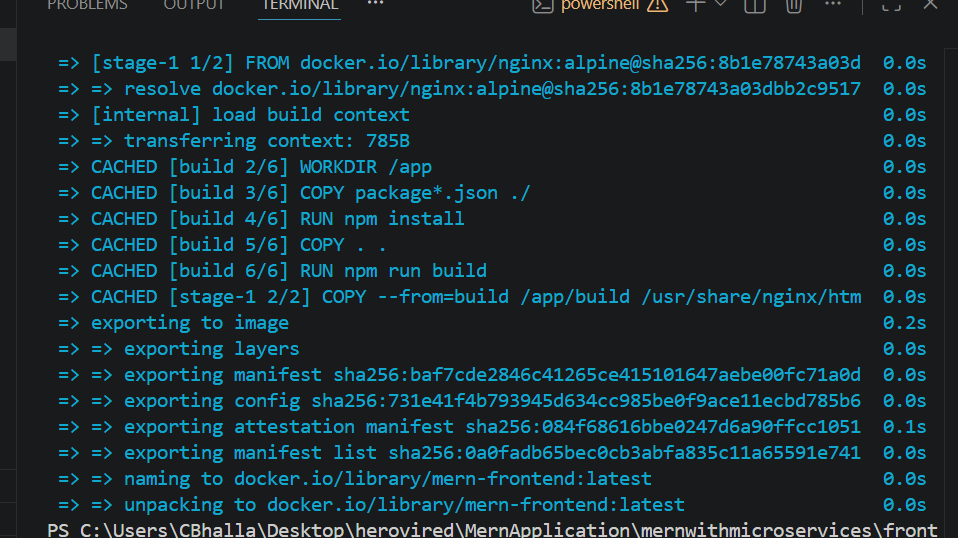 PROBLEMS OUTPUT TERMINAL ... powershell
=> [stage-1 1/2] FROM docker.io/library/nginx:alpine@sha256:8b1e78743a03d 0.0s
=> => resolve docker.io/library/nginx:alpine@sha256:8b1e78743a03dbb2c9517 0.0s
=> [internal] load build context 0.0s
=> => transferring context: 785B 0.0s
=> CACHED [build 2/6] WORKDIR /app 0.0s
=> CACHED [build 3/6] COPY package*.json ./ 0.0s
=> CACHED [build 4/6] RUN npm install 0.0s
=> CACHED [build 5/6] COPY . . 0.0s
=> CACHED [build 6/6] RUN npm run build 0.0s
=> CACHED [stage-1 2/2] COPY --from=build /app/build /usr/share/nginx/htm 0.0s
=> exporting to image 0.2s
=> => exporting layers 0.0s
=> => exporting manifest sha256:baf7cde2846c41265ce415101647aebe00fc71a0d 0.0s
=> => exporting config sha256:731e41f4b793945d634cc985be0f9ace11ecbd785b6 0.0s
=> => exporting attestation manifest sha256:084f68616bbe0247d6a90ffcc1051 0.1s
=> => exporting manifest list sha256:0a0fadb65bec0cb3abfa835c11a65591e741 0.0s
=> => naming to docker.io/library/mern-frontend:latest 0.0s
=> => unpacking to docker.io/library/mern-frontend:latest 0.0s
PS C:\Users\CBhalla\Desktop\herovired\MernApplication\mernwithmicroservices\front